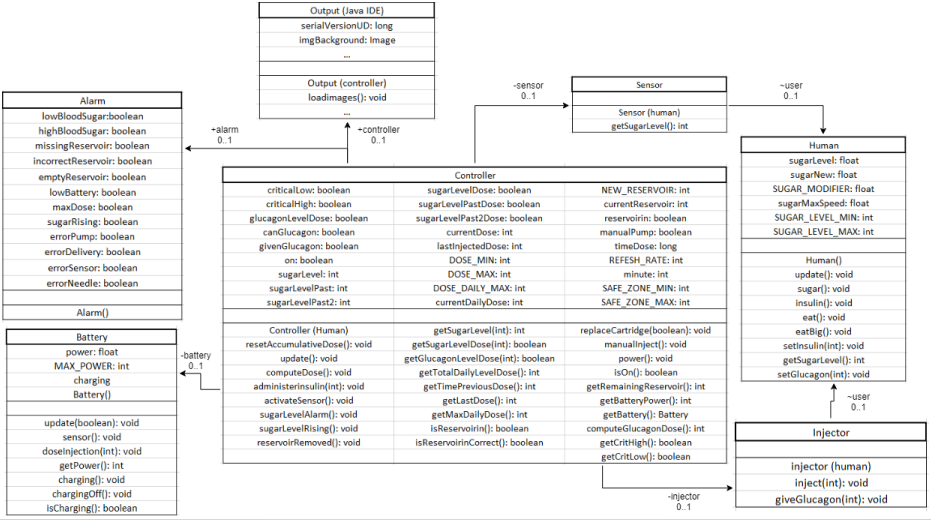 Output (Java IDE)
serialVersionUD: long
imgBackground: Image
...
Output (controller)
loadimages(): void
...
-sensor
0..1
Sensor
Sensor (human)
getSugarLevel(): int
~user
0..1
Alarm
lowBloodSugar:boolean
highBloodSugar: boolean
missingReservoir: boolean
incorrectReservoir: boolean
emptyReservoir: boolean
lowBattery: boolean
maxDose: boolean
sugarRising: boolean
errorPump: boolean
errorDelivery: boolean
errorSensor: boolean
errorNeedle: boolean
Alarm()
+alarm
0..1
+controller
0..1
Human
sugarLevel: float
sugarNew: float
SUGAR_MODIFIER: float
sugarMaxSpeed: float
SUGAR_LEVEL_MIN: int
SUGAR_LEVEL_MAX: int
Human()
update(): void
sugar(): void
insulin(): void
eat(): void
eatBig(): void
setInsulin(int): void
getSugarLevel(): int
setGlucagon(int): void
Controller
criticalLow: boolean sugarLevelDose: boolean NEW_RESERVOIR: int
criticalHigh: boolean sugarLevelPastDose: boolean currentReservoir: int
glucagonLevelDose: boolean sugarLevelPast2Dose: boolean reservoirin: boolean
canGlucagon: boolean currentDose: int manualPump: boolean
givenGlucagon: boolean lastInjectedDose: int timeDose: long
on: boolean DOSE_MIN: int REFESH_RATE: int
sugarLevel: int DOSE_MAX: int minute: int
sugarLevelPast: int DOSE_DAILY_MAX: int SAFE_ZONE_MIN: int
sugarLevelPast2: int currentDailyDose: int SAFE_ZONE_MAX: int
Controller (Human) getSugarLevel(int): int replaceCartridge(boolean): void
resetAccumulativeDose(): void getSugarLevelDose(int): boolean manualInject(): void
update(): void getGlucagonLevelDose(int): boolean power(): void
computeDose(): void getTotalDailyLevelDose(): int isOn(): boolean
administerinsulin(int): void getTimePreviousDose(): int getRemainingReservoir(): int
activateSensor(): void getLastDose(): int getBatteryPower(): int
sugarLevelAlarm(): void getMaxDailyDose(): int getBattery(): Battery
sugarLevelRising(): void isReservoirin(): boolean computeGlucagonDose(): int
reservoirRemoved(): void isReservoirinCorrect(): boolean getCritHigh(): boolean
getCritLow(): boolean
Battery
power: float
MAX_POWER: int
charging
Battery()
update(boolean): void
sensor(): void
doseInjection(int): void
getPower(): int
charging(): void
chargingOff(): void
isCharging(): boolean
-battery
0..1
~user
0..1
Injector
injector (human)
inject(int): void
giveGlucagon(int): void
-injector
0..1